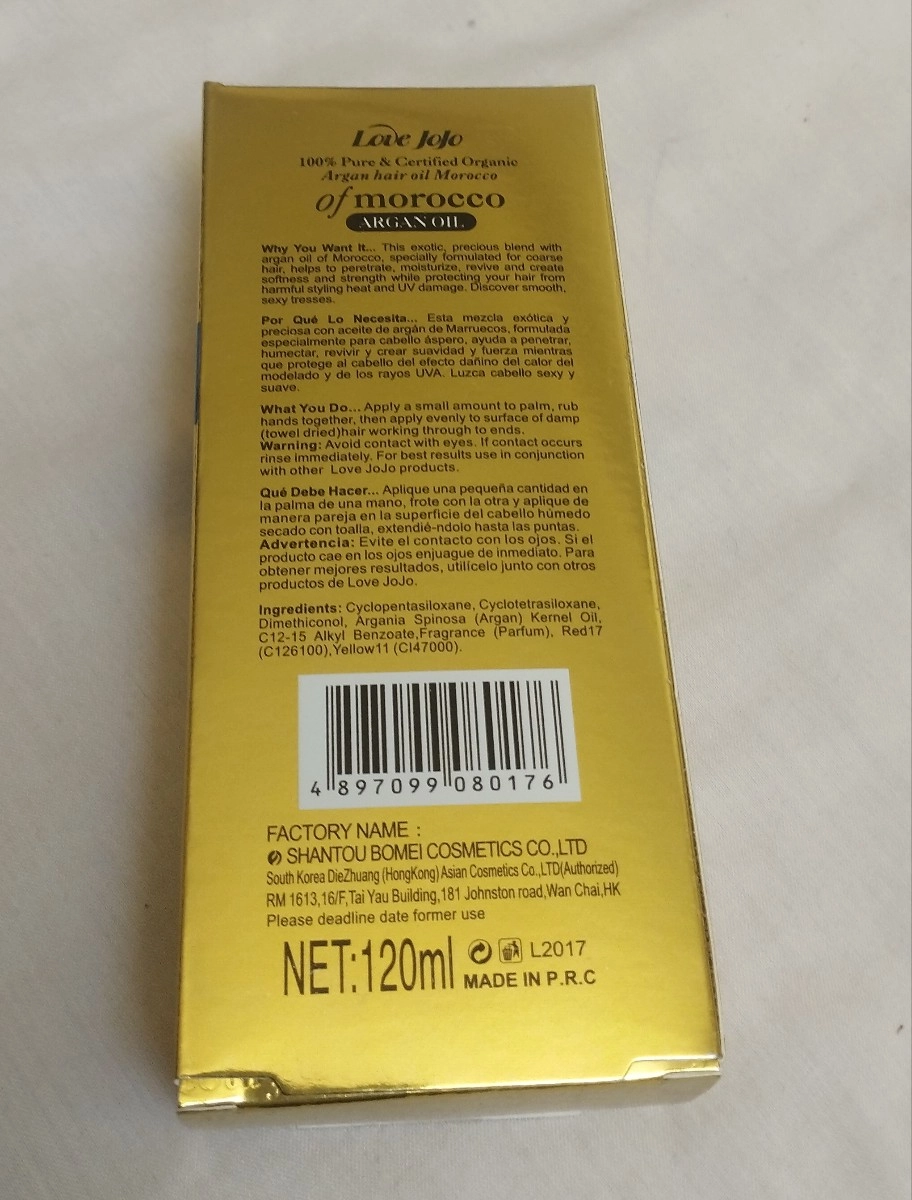 Love JoJo
100% Pure & Certified Organic
Argan hair oil Morocco
of morocco
ARGAN OIL
Why You Want It... This exotic, precious blend with
argan oil of Morocco, specially formulated for coarse
hair, helps to peretrate, moisturize, revive and create
softness and strength while protecting your hair from
harmful styling heat and UV damage. Discover smooth,
sexy tresses.
Por Qué Lo Necesita... Esta mezcla exótica y
preciosa con aceite de argán de Marruecos, formulada
especialmente para cabello áspero, ayuda a penetrar,
humectar, revivir y crear suavidad y fuerza mientras
que protege al cabello del efecto dañino del calor del
modelado y de los rayos UVA. Luzca cabello sexy y
suave.
What You Do... Apply a small amount to palm, rub
hands together, then apply evenly to surface of damp
(towel dried)hair working through to ends.
Warning: Avoid contact with eyes. If contact occurs
rinse immediately. For best results use in conjunction
with other Love JoJo products.
Qué Debe Hacer... Aplique una pequeña cantidad en
la palma de una mano, frote con la otra y aplique de
manera pareja en la superficie del cabello húmedo
secado con toalla, extendié-ndolo hasta las puntas.
Advertencia: Evite el contacto con los ojos. Si el
producto cae en los ojos enjuague de inmediato. Para
obtener mejores resultados, utilícelo junto con otros
productos de Love JoJo.
Ingredients: Cyclopentasiloxane, Cyclotetrasiloxane,
Dimethiconol, Argania Spinosa (Argan) Kernel Oil,
C12-15 Alkyl Benzoate,Fragrance (Parfum), Red17
(C126100),Yellow11 (CI47000).
4 897099 080176
FACTORY NAME :
SHANTOU BOMEI COSMETICS CO.,LTD
South Korea DieZhuang (HongKong) Asian Cosmetics Co.,LTD(Authorized)
RM 1613,16/F,Tai Yau Building,181 Johnston road,Wan Chai,HK
Please deadline date former use
NET:120ml L2017
MADE IN P.R.C